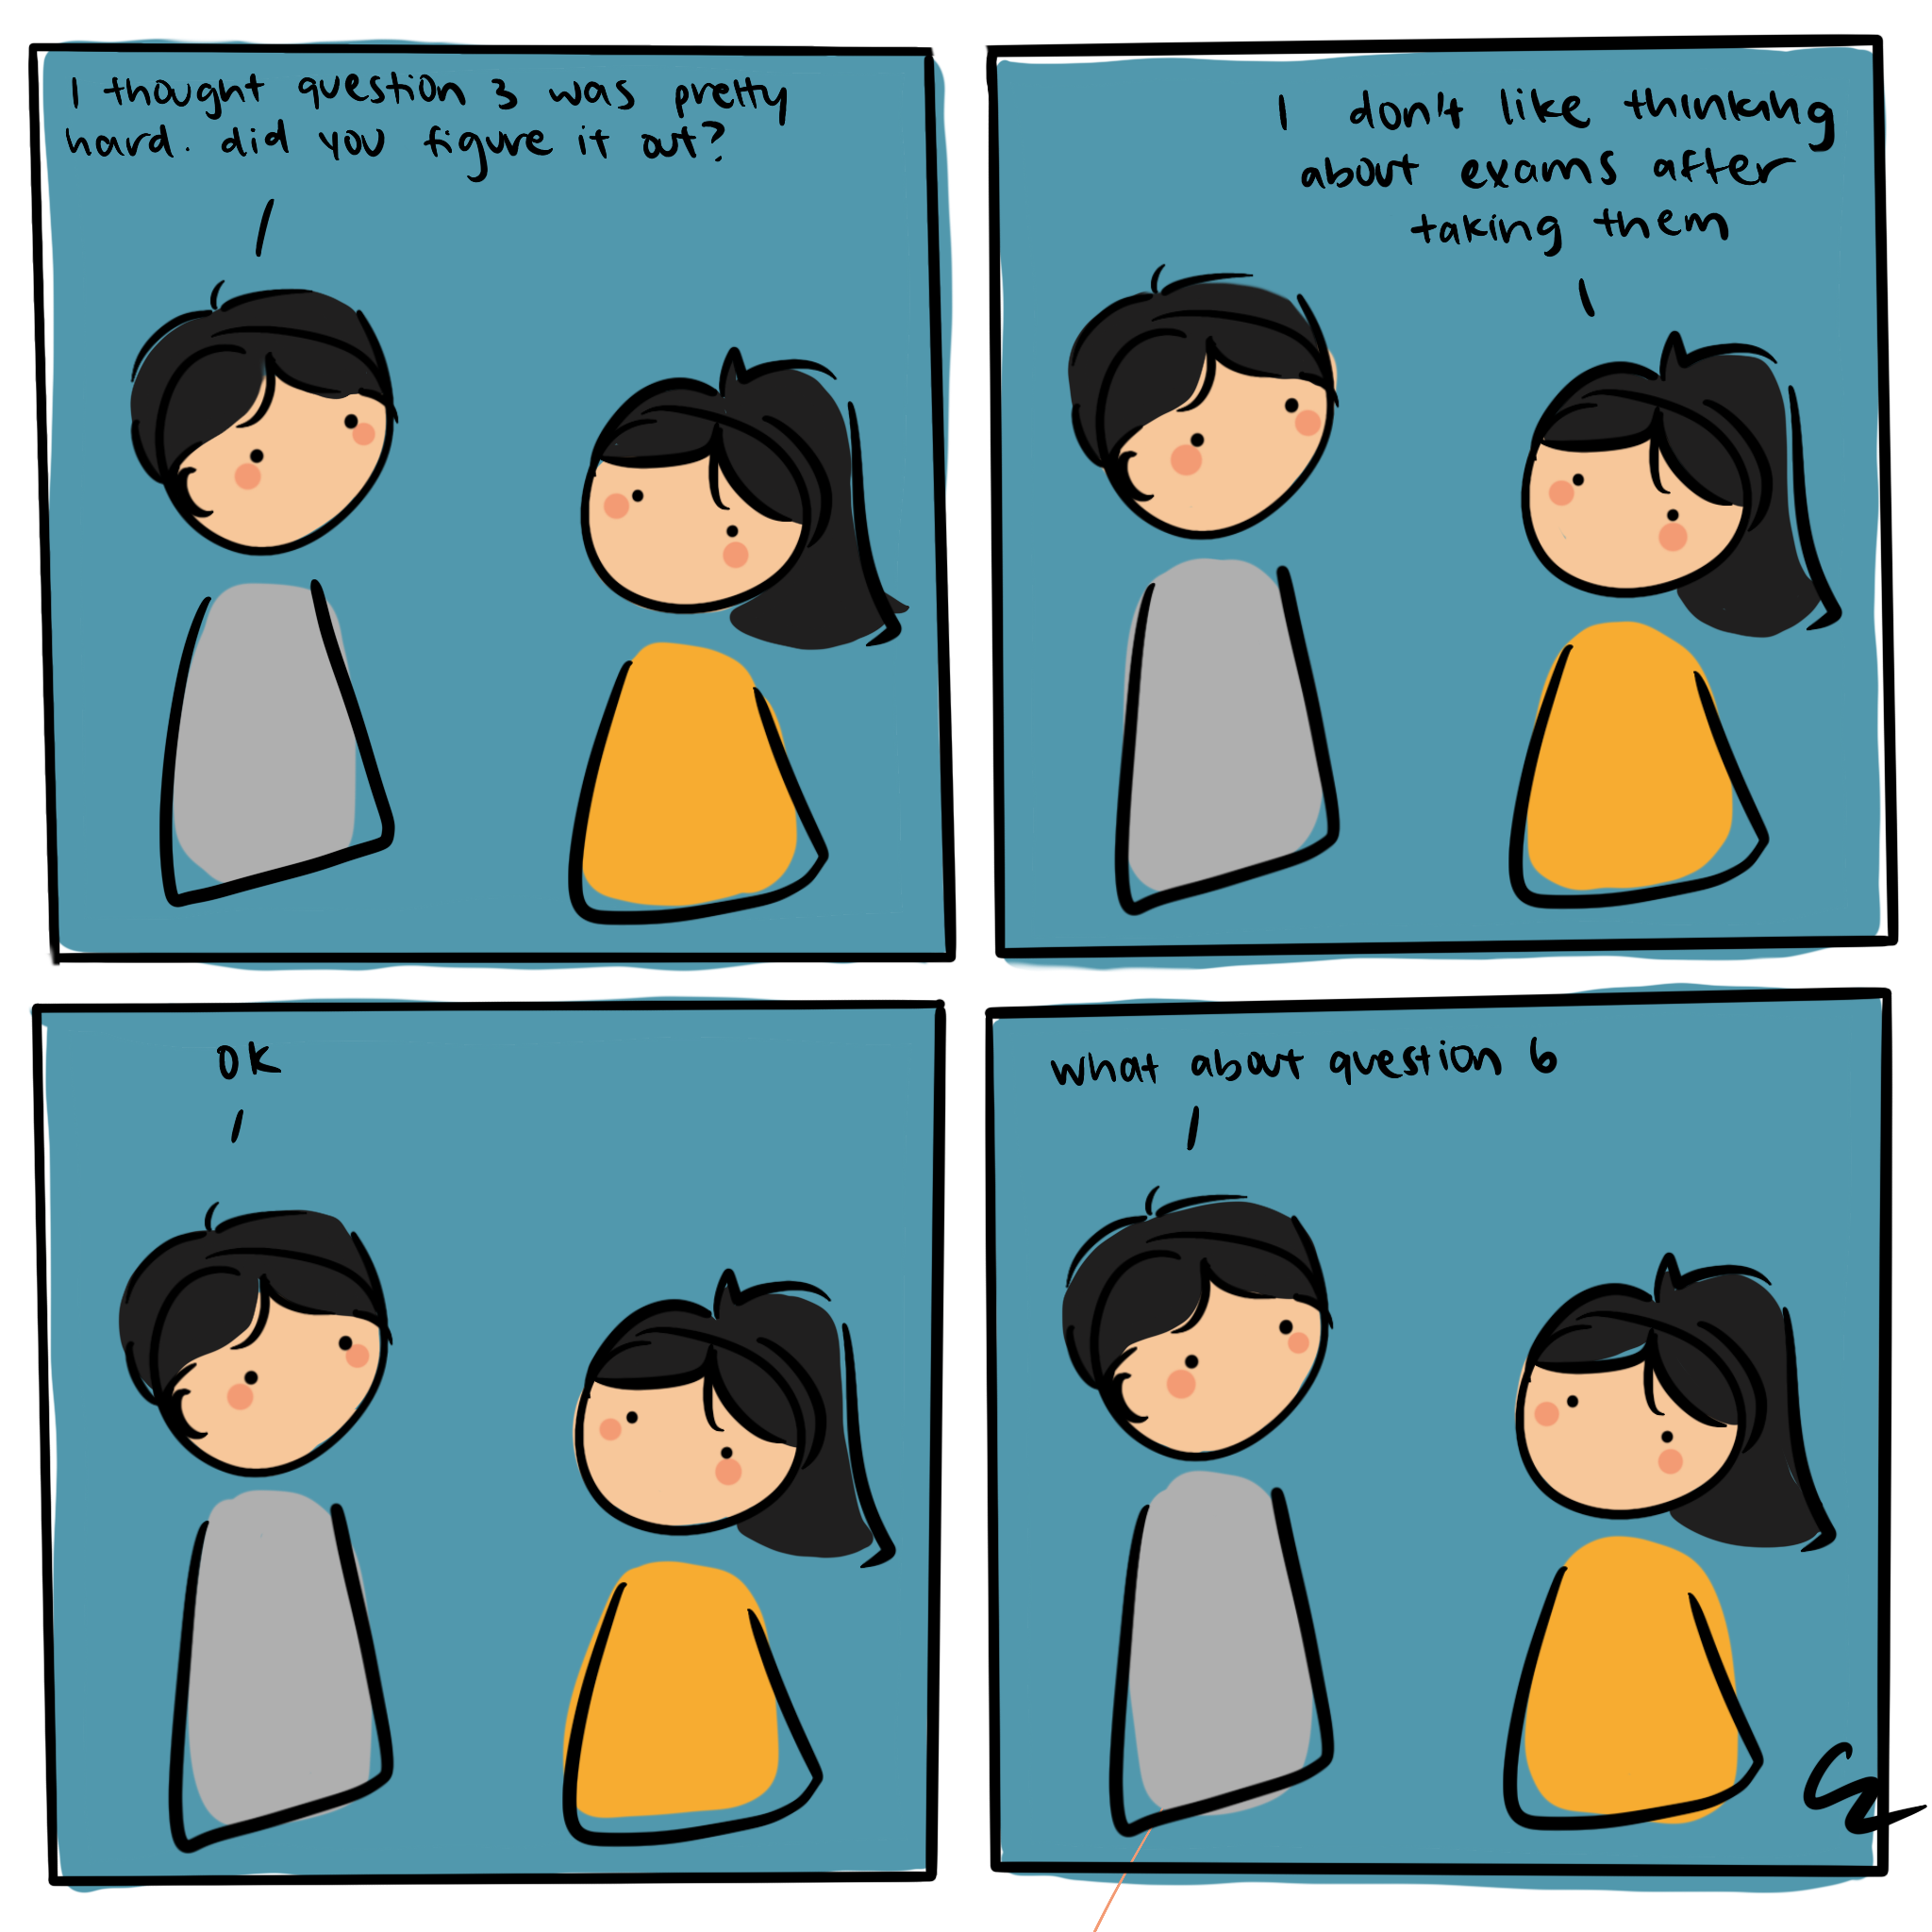 I thought question 3 was pretty
hard. did you figure it out?
I don't like thinking
about exams after
taking them
ok
what about question 6